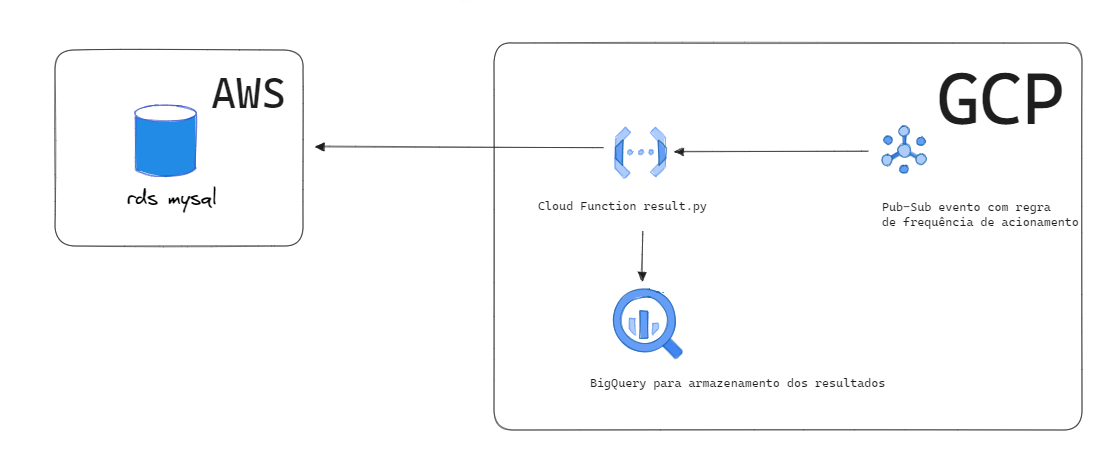 AWS
GCP
rds mysql
Cloud Function result.py
Pub-Sub evento com regra
de frequência de acionamento
BigQuery para armazenamento dos resultados